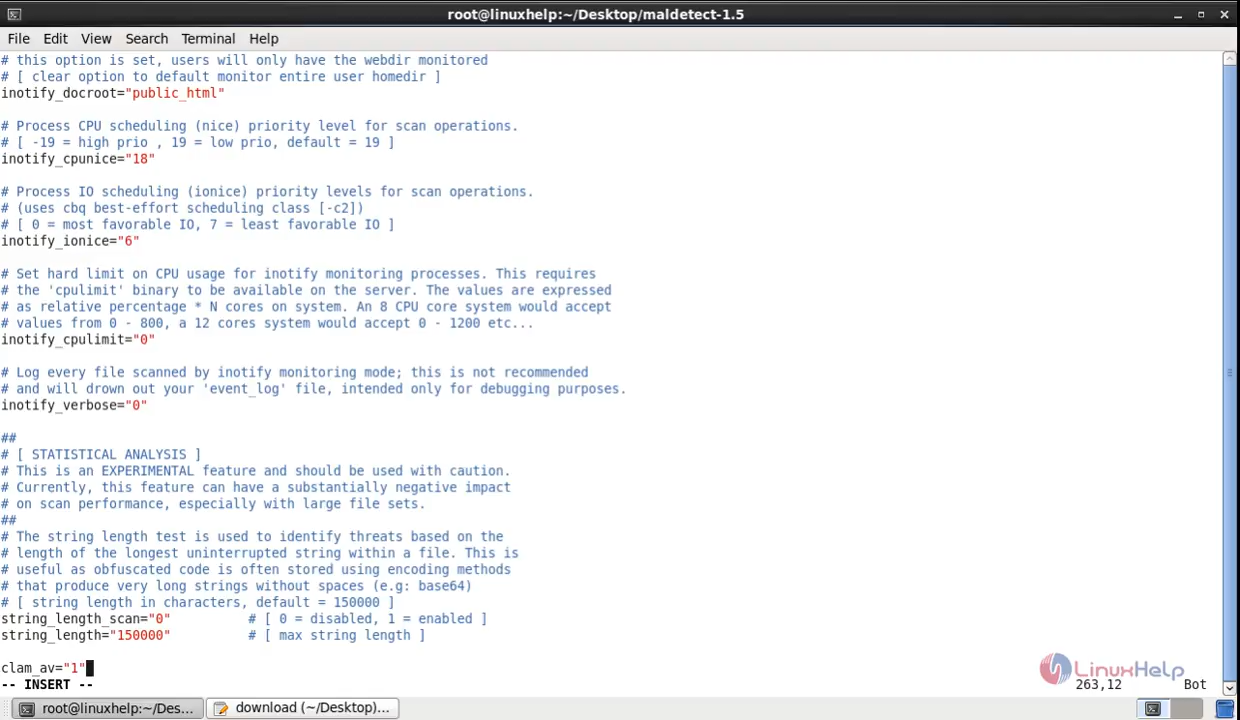 root@linuxhelp:~/Desktop/maldetect-1.5
File Edit View Search Terminal Help
# this option is set, users will only have the webdir monitored
# [ clear option to default monitor entire user homedir ]
inotify_docroot="public_html"
# Process CPU scheduling (nice) priority level for scan operations.
# [ -19 = high prio , 19 = low prio, default = 19 ]
inotify_cpunice="18"
# Process IO scheduling (ionice) priority levels for scan operations.
# (uses cbq best-effort scheduling class [-c2])
# [ 0 = most favorable IO, 7 = least favorable IO ]
inotify_ionice="6"
# Set hard limit on CPU usage for inotify monitoring processes. This requires
# the 'cpulimit' binary to be available on the server. The values are expressed
# as relative percentage * N cores on system. An 8 CPU core system would accept
# values from 0 - 800, a 12 cores system would accept 0 - 1200 etc...
inotify_cpulimit="0"
# Log every file scanned by inotify monitoring mode; this is not recommended
# and will drown out your 'event_log' file, intended only for debugging purposes.
inotify_verbose="0"
##
# [ STATISTICAL ANALYSIS ]
# This is an EXPERIMENTAL feature and should be used with caution.
# Currently, this feature can have a substantially negative impact
# on scan performance, especially with large file sets.
##
# The string length test is used to identify threats based on the
# length of the longest uninterrupted string within a file. This is
# useful as obfuscated code is often stored using encoding methods
# that produce very long strings without spaces (e.g: base64)
# [ string length in characters, default = 150000 ]
string_length_scan="0" # [ 0 = disabled, 1 = enabled ]
string_length="150000" # [ max string length ]
clam_av="1"
-- INSERT -- 263,12 Bot
LinuxHelp
root@linuxhelp:~/Des... download (~/Desktop)...